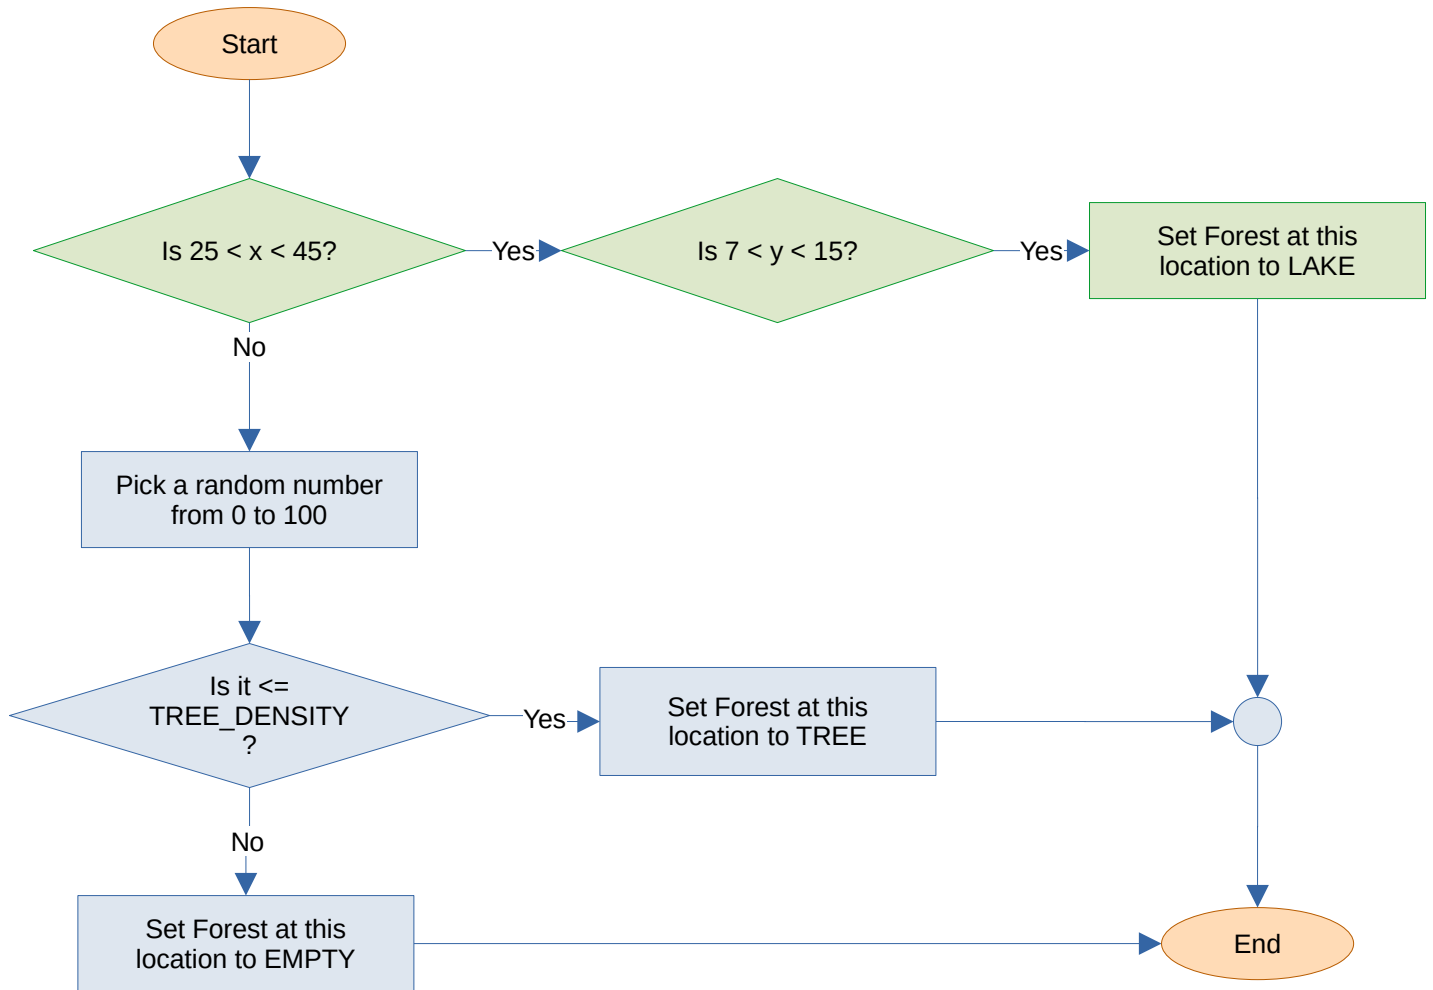 Start
Is 25 < x < 45?
Yes
Is 7 < y < 15?
Yes
Set Forest at this
location to LAKE
No
Pick a random number
from 0 to 100
Is it <=
TREE_DENSITY
?
Yes
Set Forest at this
location to TREE
No
Set Forest at this
location to EMPTY
End